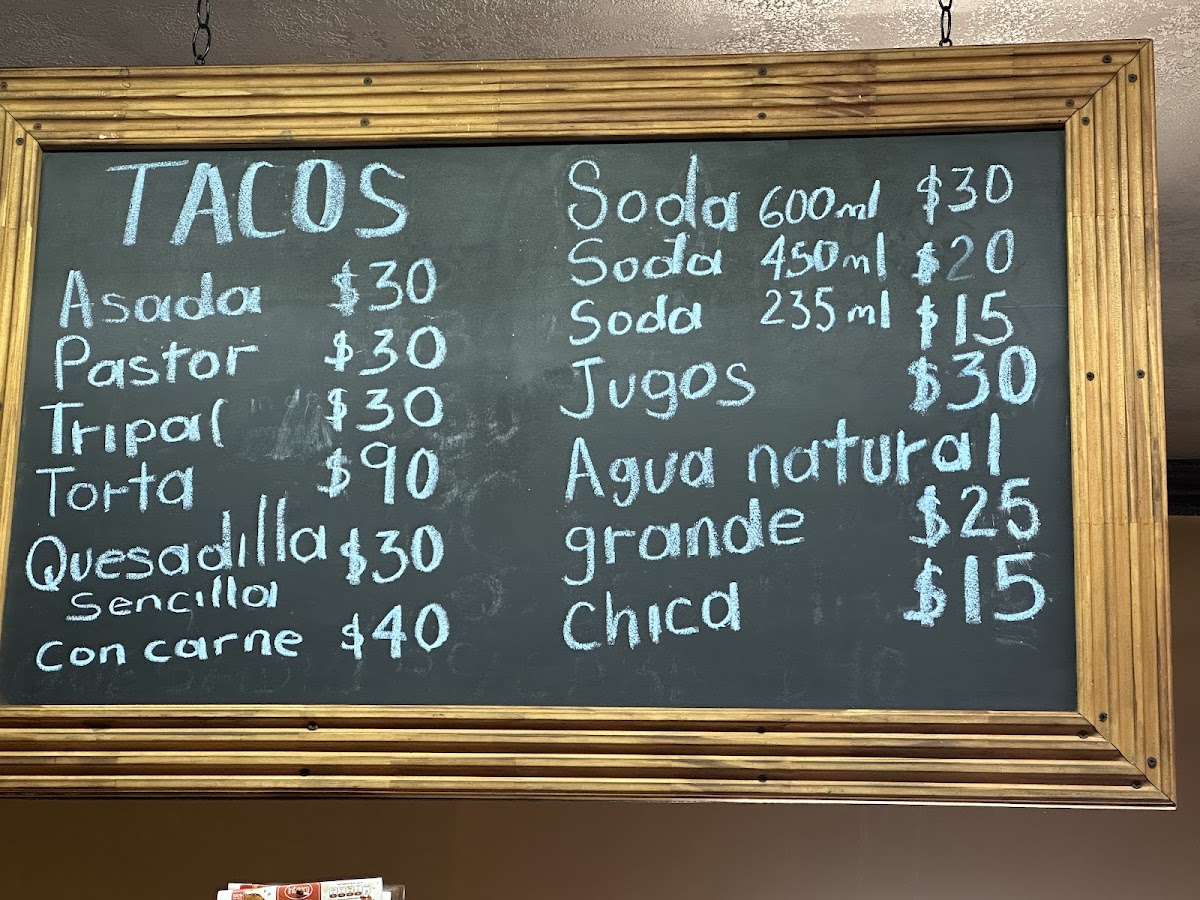 TACOS
Asada $30
Pastor $30
Tripa $30
Torta $90
Quesadilla $30
Sencilla
con carne $40
Soda 600ml $30
Soda 450ml $20
Soda 235ml $15
Jugos $30
Agua natural
grande $25
chica $15